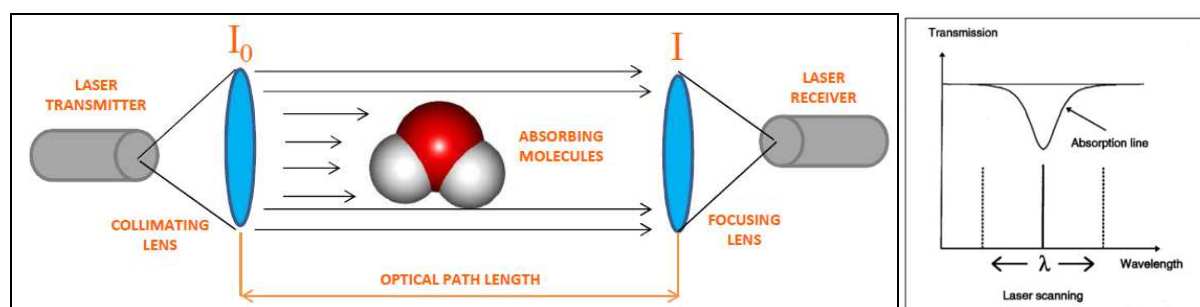 I0
I
LASER
TRANSMITTER
LASER
RECEIVER
ABSORBING
MOLECULES
COLLIMATING
LENS
FOCUSING
LENS
OPTICAL PATH LENGTH
Transmission
Absorption line
λ
Wavelength
Laser scanning